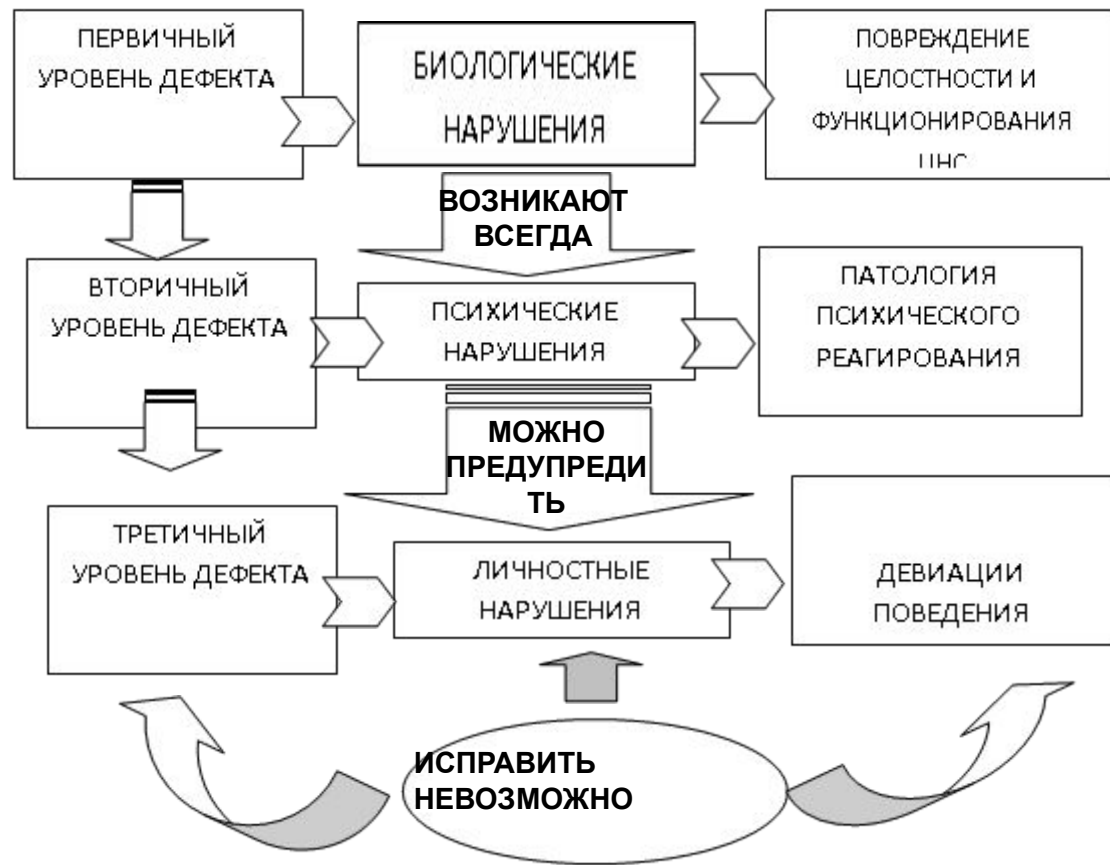 ПЕРВИЧНЫЙ
УРОВЕНЬ ДЕФЕКТА
БИОЛОГИЧЕСКИЕ
НАРУШЕНИЯ
ПОВРЕЖДЕНИЕ
ЦЕЛОСТНОСТИ И
ФУНКЦИОНИРОВАНИЯ
ЦНС
ВОЗНИКАЮТ
ВСЕГДА
ВТОРИЧНЫЙ
УРОВЕНЬ ДЕФЕКТА
ПСИХИЧЕСКИЕ
НАРУШЕНИЯ
ПАТОЛОГИЯ
ПСИХИЧЕСКОГО
РЕАГИРОВАНИЯ
МОЖНО
ПРЕДУПРЕДИ
ТЬ
ТРЕТИЧНЫЙ
УРОВЕНЬ ДЕФЕКТА
ЛИЧНОСТНЫЕ
НАРУШЕНИЯ
ДЕВИАЦИИ
ПОВЕДЕНИЯ
ИСПРАВИТЬ
НЕВОЗМОЖНО